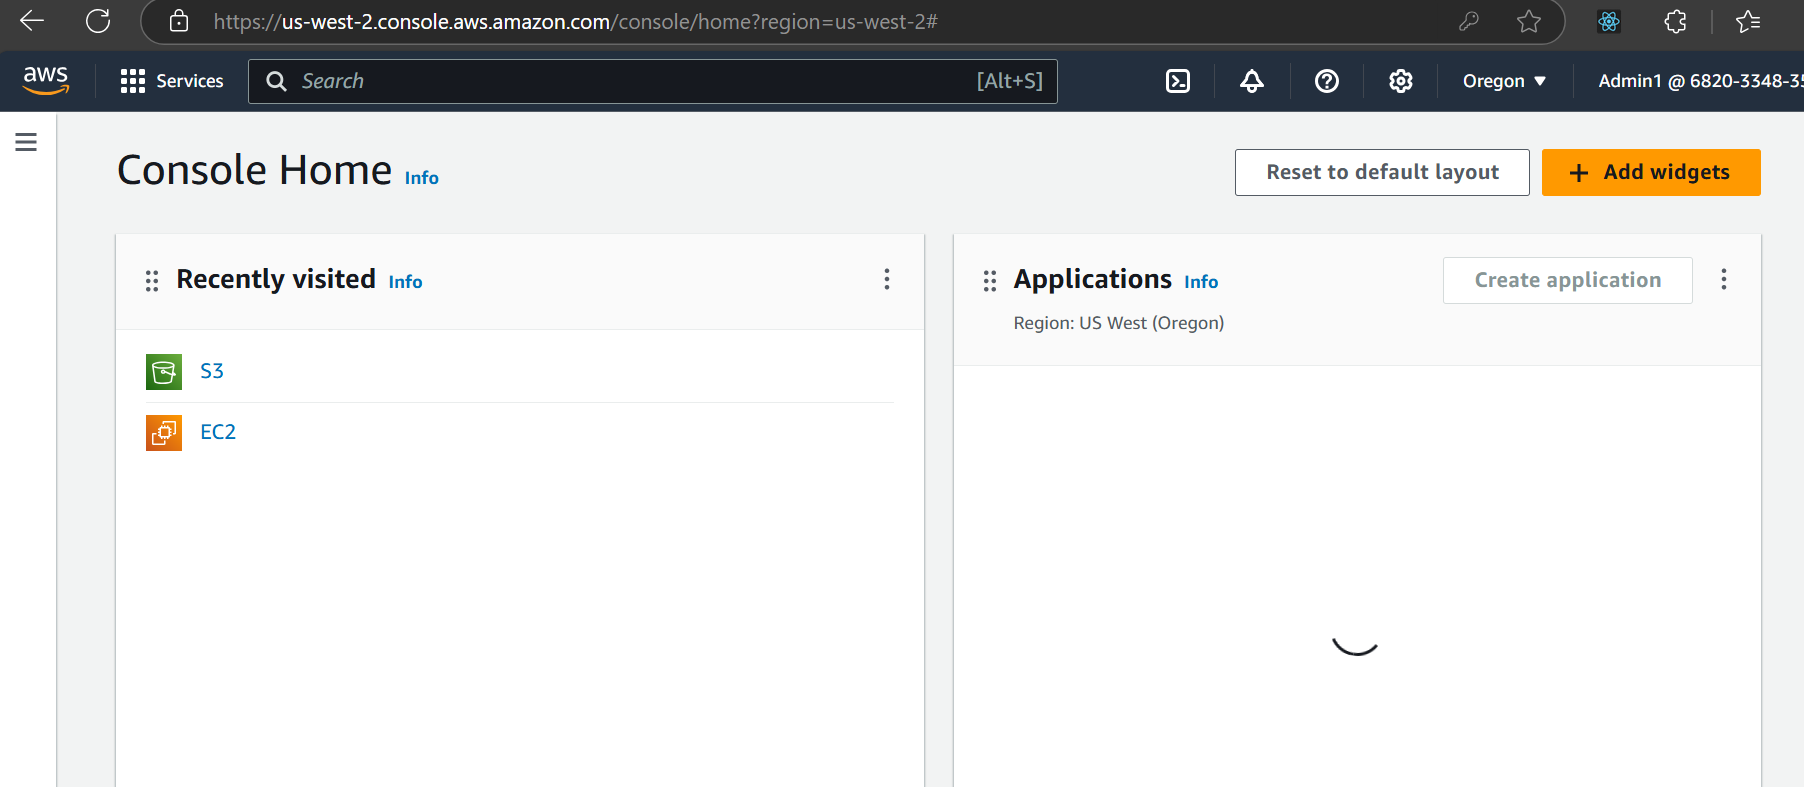 https://us-west-2.console.aws.amazon.com/console/home?region=us-west-2#
aws
Services
Search
[Alt+S]
Oregon
Admin1 @ 6820-3348-35
Console Home Info
Reset to default layout
+ Add widgets
Recently visited Info
S3
EC2
Applications Info
Region: US West (Oregon)
Create application